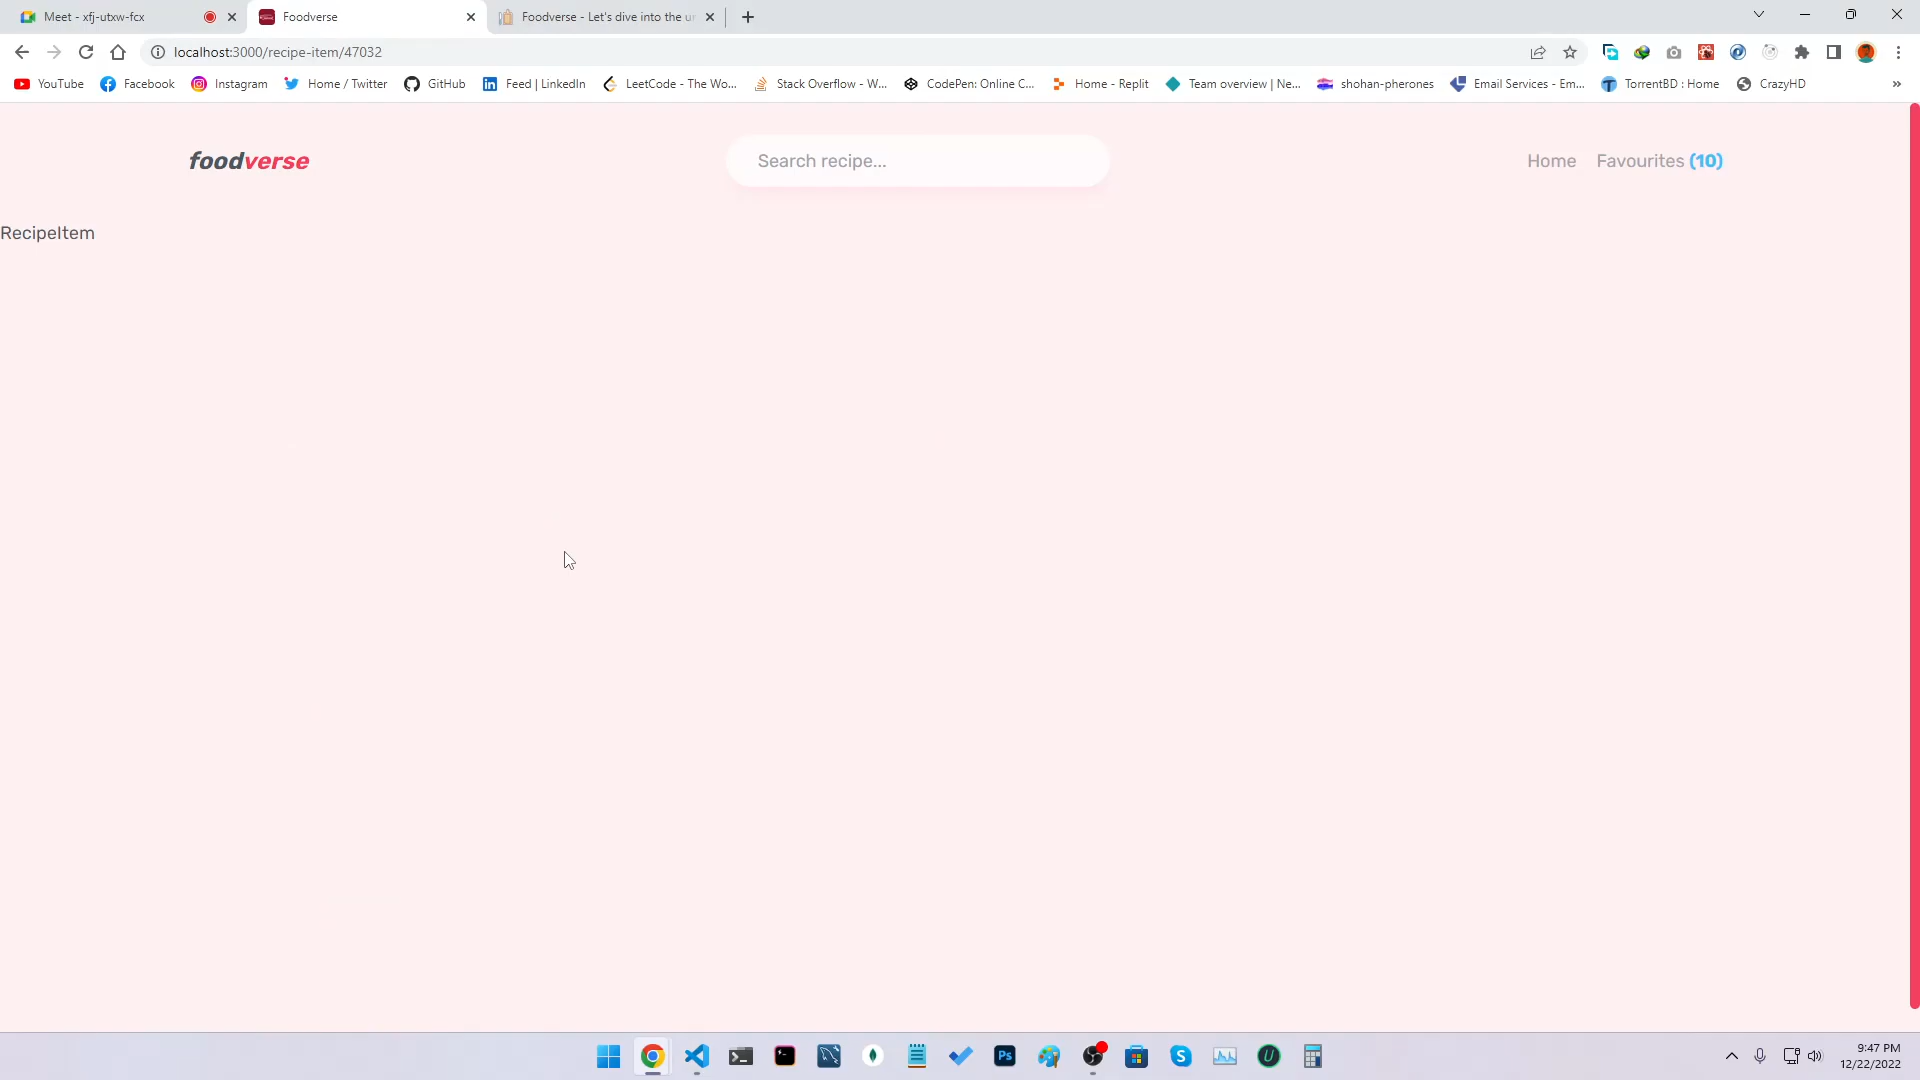 Meet - xfj-utxw-fcx
Foodverse
Foodverse - Let's dive into the u
localhost:3000/recipe-item/47032
YouTube
Facebook
Instagram
Home / Twitter
GitHub
Feed | LinkedIn
LeetCode - The Wo...
Stack Overflow - W...
CodePen: Online C...
Home - Replit
Team overview | Ne...
shohan-pherones
Email Services - Em...
TorrentBD : Home
CrazyHD
foodverse
Search recipe...
Home
Favourites (10)
RecipeItem
Ps
9:47 PM
12/22/2022